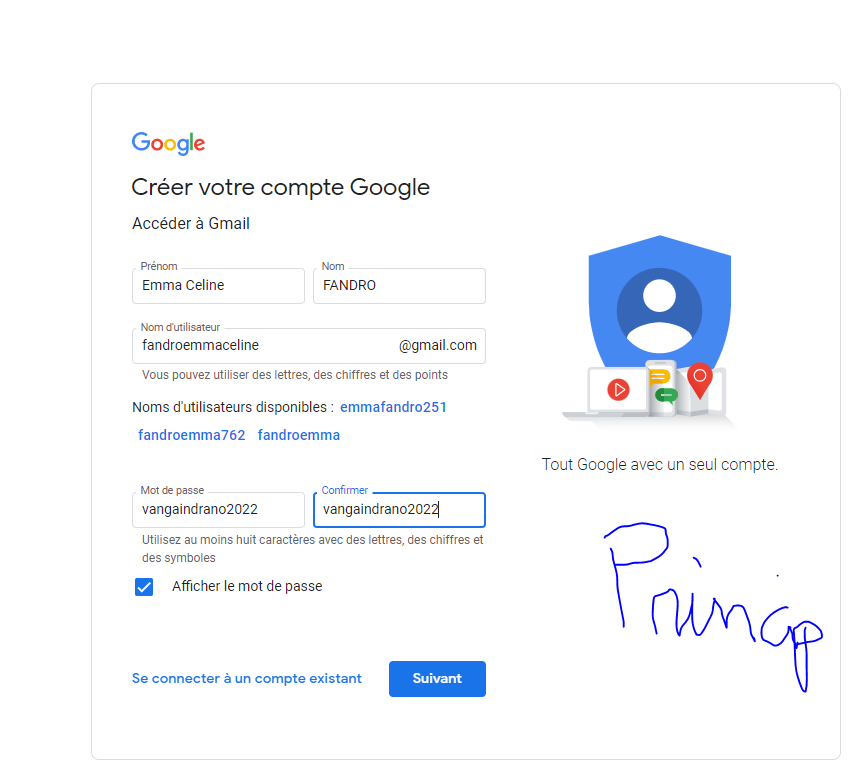 Google
Créer votre compte Google
Accéder à Gmail
Prénom
Emma Celine
Nom
FANDRO
Nom d'utilisateur
fandroemmaceline @gmail.com
Vous pouvez utiliser des lettres, des chiffres et des points
Noms d'utilisateurs disponibles : emmafandro251
fandroemma762 fandroemma
Mot de passe
vangaindrano2022
Confirmer
vangaindrano2022
Utilisez au moins huit caractères avec des lettres, des chiffres et
des symboles
Afficher le mot de passe
Se connecter à un compte existant
Suivant
Tout Google avec un seul compte.